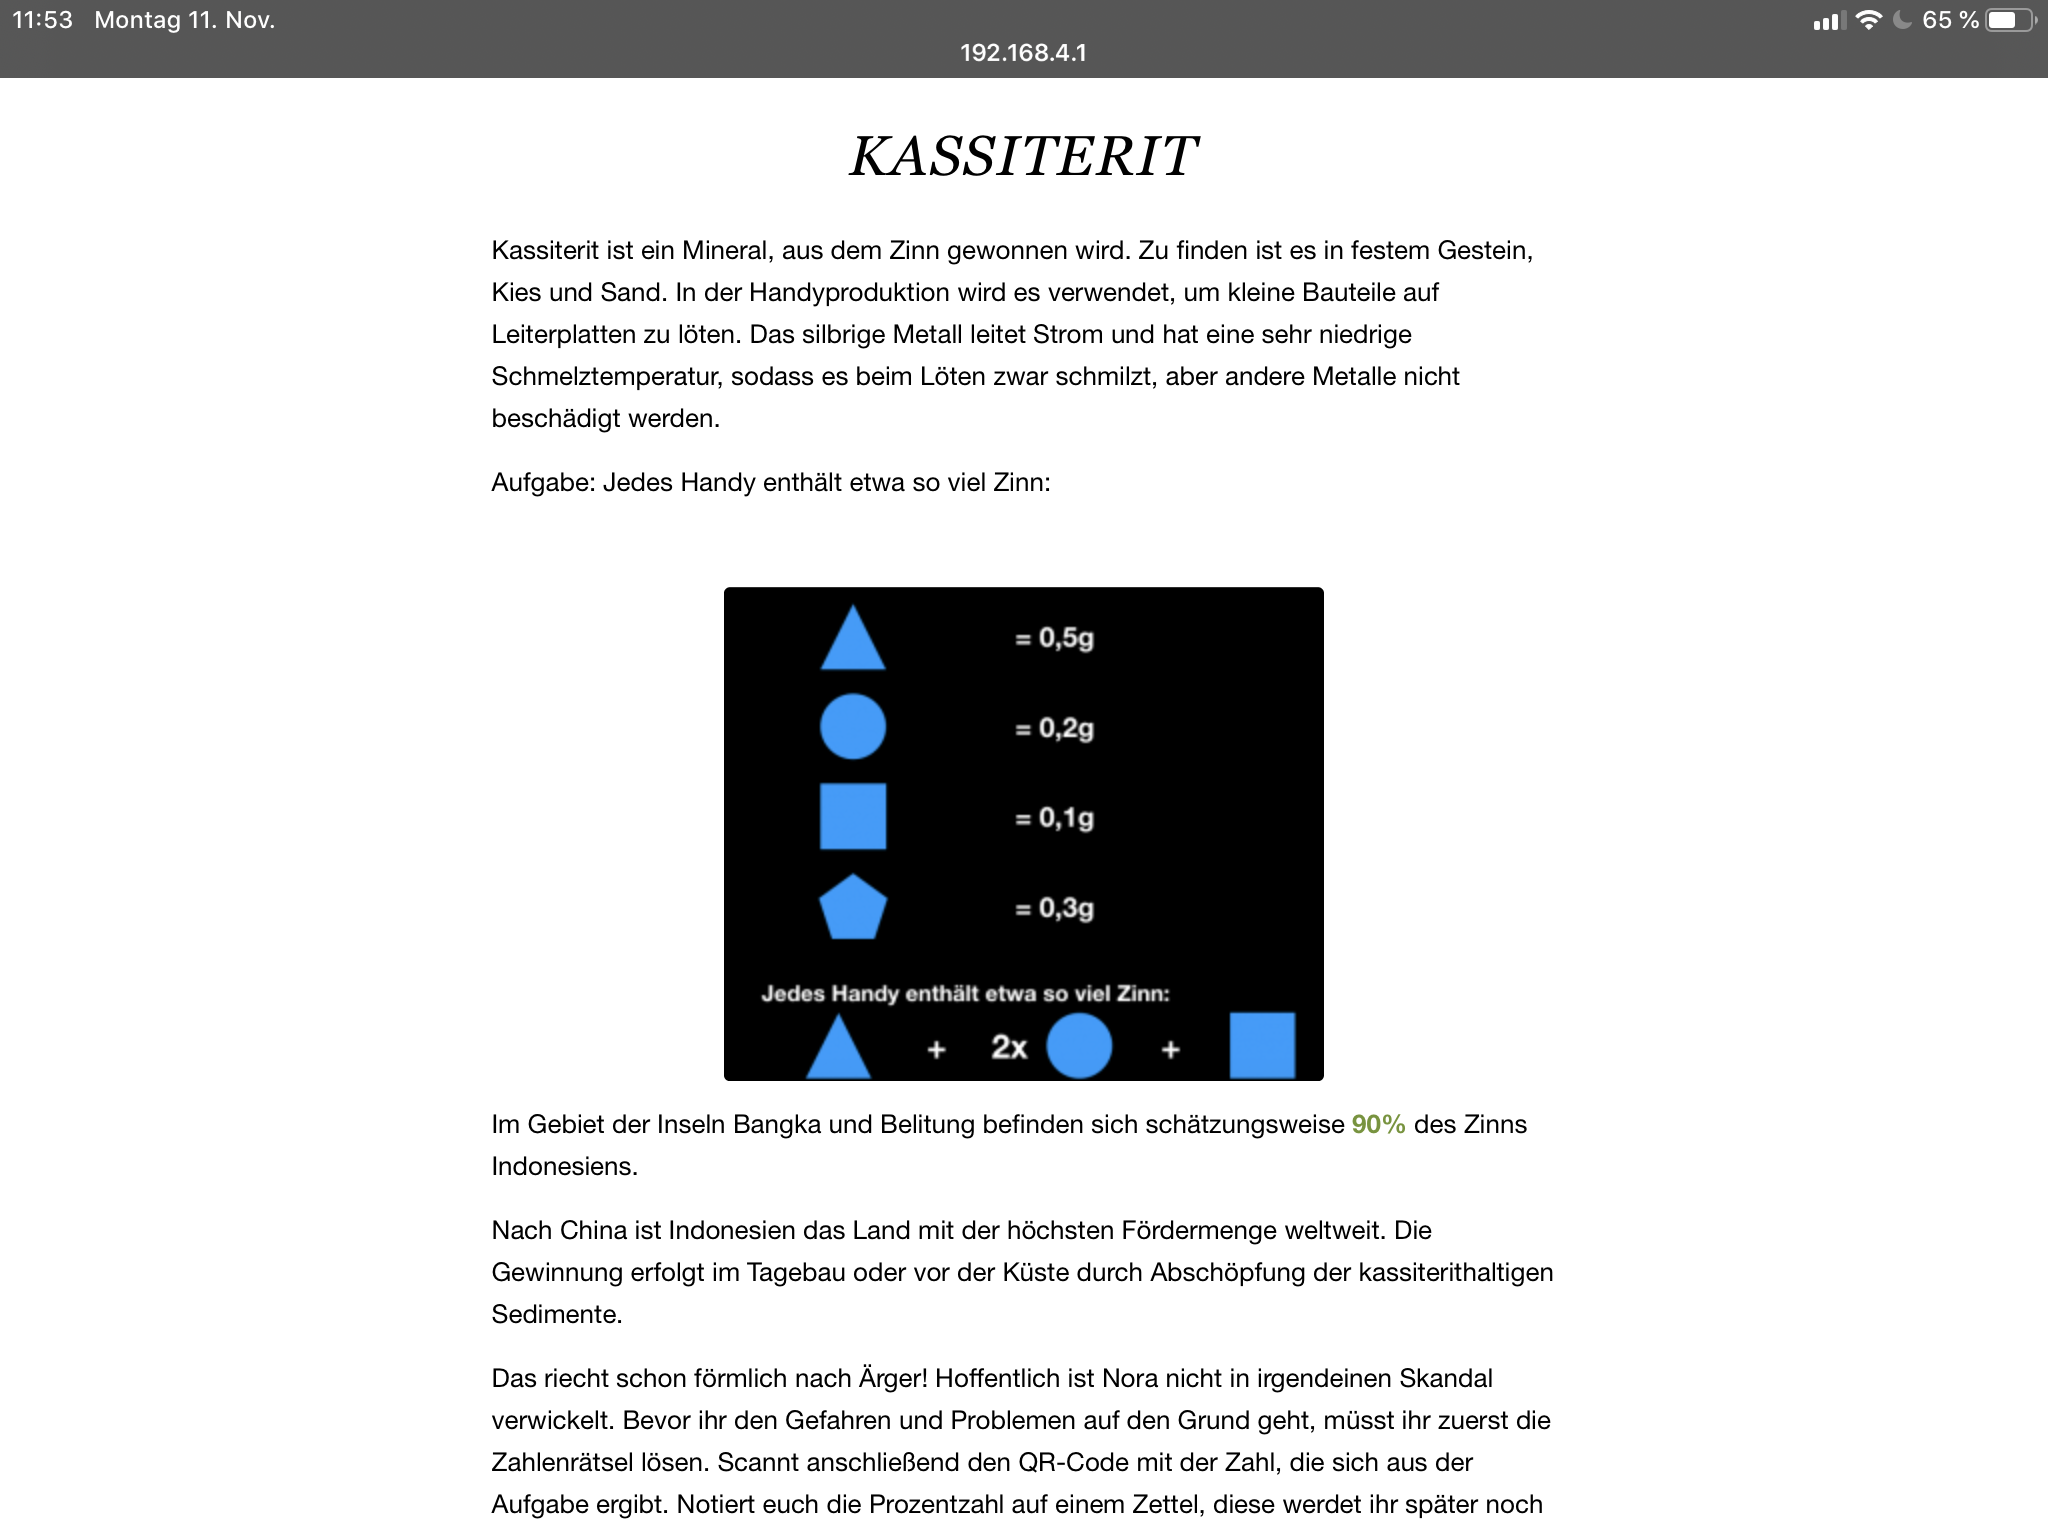 11:53 Montag 11. Nov.
65 %
192.168.4.1
KASSITERIT
Kassiterit ist ein Mineral, aus dem Zinn gewonnen wird. Zu finden ist es in festem Gestein,
Kies und Sand. In der Handyproduktion wird es verwendet, um kleine Bauteile auf
Leiterplatten zu löten. Das silbrige Metall leitet Strom und hat eine sehr niedrige
Schmelztemperatur, sodass es beim Löten zwar schmilzt, aber andere Metalle nicht
beschädigt werden.
Aufgabe: Jedes Handy enthält etwa so viel Zinn:
= 0,5g
= 0,2g
= 0,1g
= 0,3g
Jedes Handy enthält etwa so viel Zinn:
+ 2x +
Im Gebiet der Inseln Bangka und Belitung befinden sich schätzungsweise 90% des Zinns
Indonesiens.
Nach China ist Indonesien das Land mit der höchsten Fördermenge weltweit. Die
Gewinnung erfolgt im Tagebau oder vor der Küste durch Abschöpfung der kassiterithaltigen
Sedimente.
Das riecht schon förmlich nach Ärger! Hoffentlich ist Nora nicht in irgendeinen Skandal
verwickelt. Bevor ihr den Gefahren und Problemen auf den Grund geht, müsst ihr zuerst die
Zahlenrätsel lösen. Scannt anschließend den QR-Code mit der Zahl, die sich aus der
Aufgabe ergibt. Notiert euch die Prozentzahl auf einem Zettel, diese werdet ihr später noch